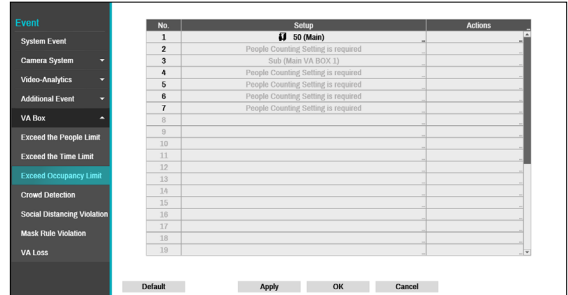 Event
System Event
Camera System
Video-Analytics
Additional Event
VA Box
Exceed the People Limit
Exceed the Time Limit
Exceed Occupancy Limit
Crowd Detection
Social Distancing Violation
Mask Rule Violation
VA Loss
No. Setup Actions
1 50 (Main)
2 People Counting Setting is required
3 Sub (Main VA BOX 1)
4 People Counting Setting is required
5 People Counting Setting is required
6 People Counting Setting is required
7 People Counting Setting is required
8
9
10
11
12
13
14
15
16
17
18
19
Default Apply OK Cancel